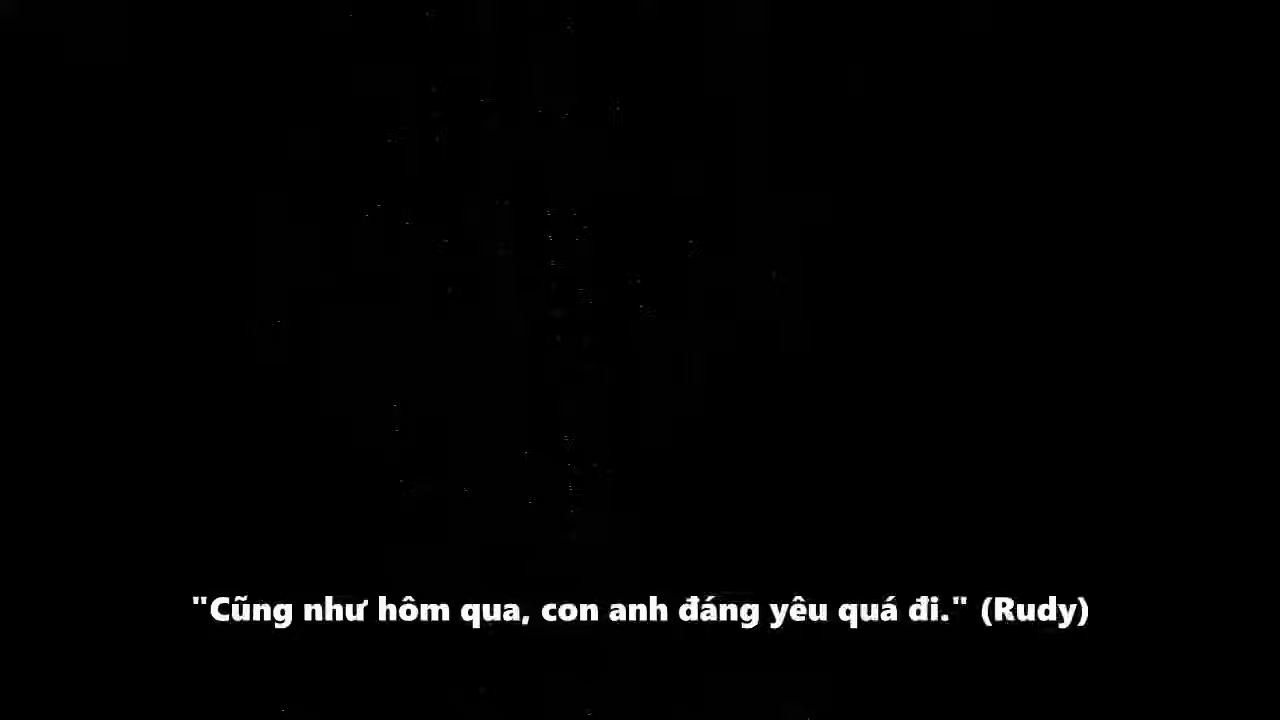 "Cũng như hôm qua, con anh đáng yêu quá đi." (Rudy)